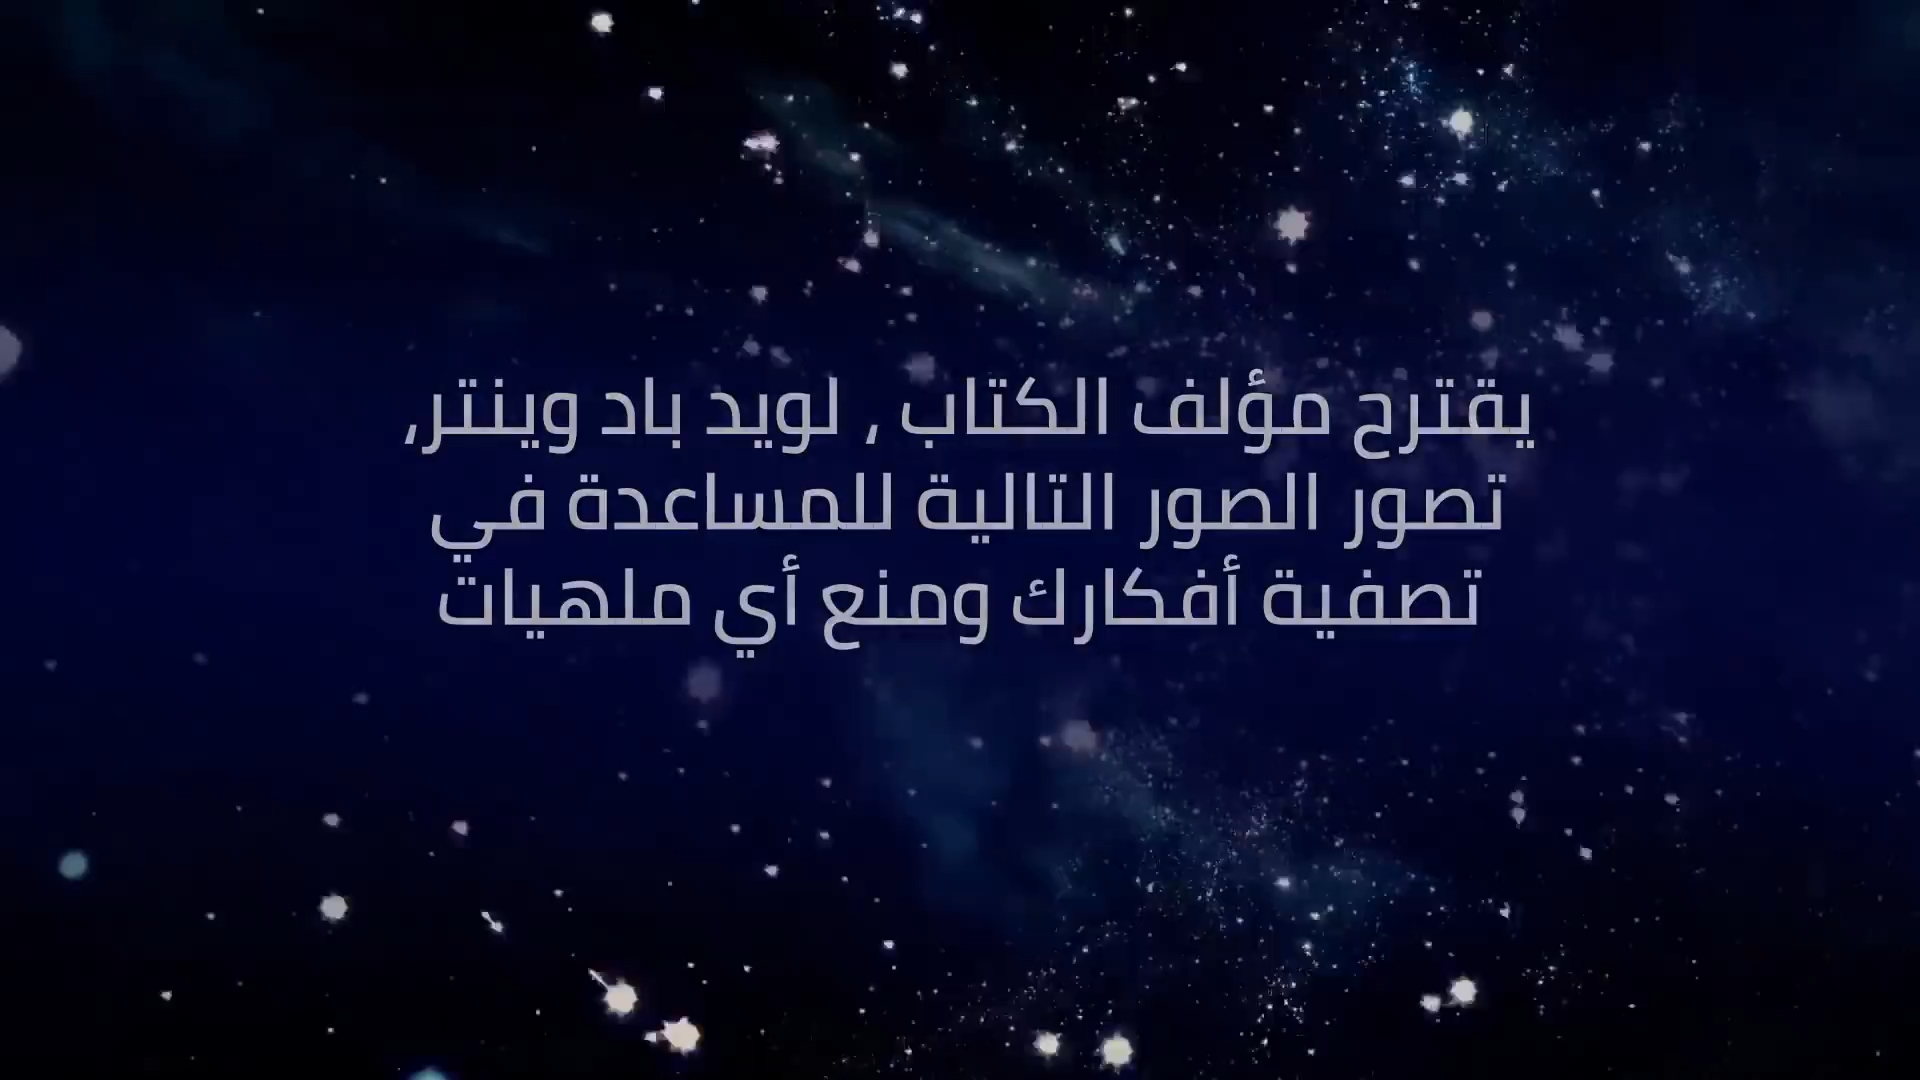 يقترح مؤلف الكتاب , لويد باد وينتر,
تصور الصور التالية للمساعدة في
تصفية أفكارك ومنع أي ملهيات